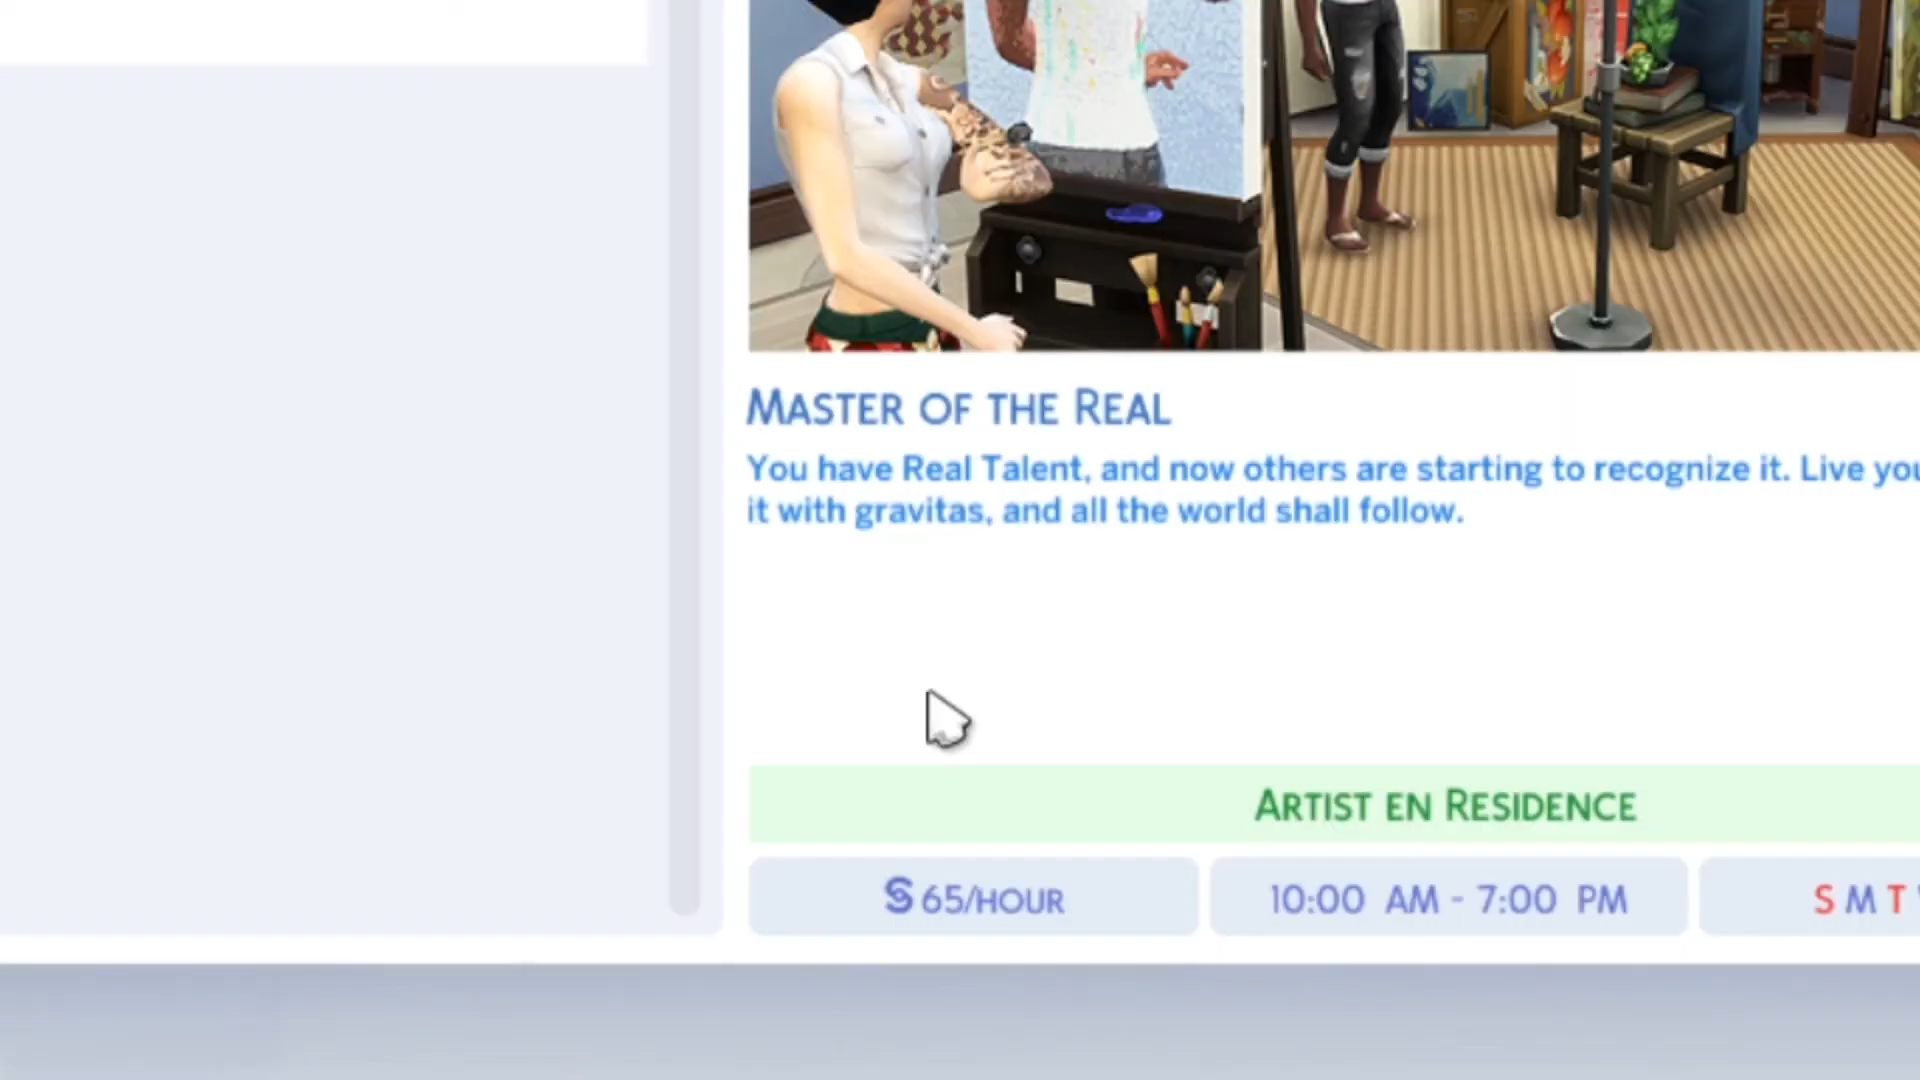 MASTER OF THE REAL
You have Real Talent, and now others are starting to recognize it. Live
it with gravitas, and all the world shall follow.
ARTIST EN RESIDENCE
65/HOUR
10:00 AM - 7:00 PM
S M T